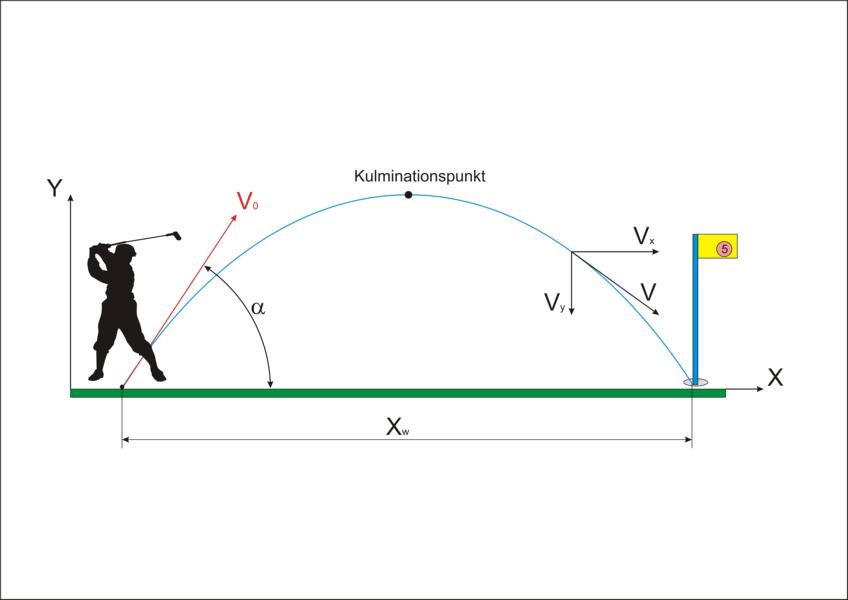 Kulminationspunkt
Y
V₀
Vₓ
5
α
V
Vy
X
Xw